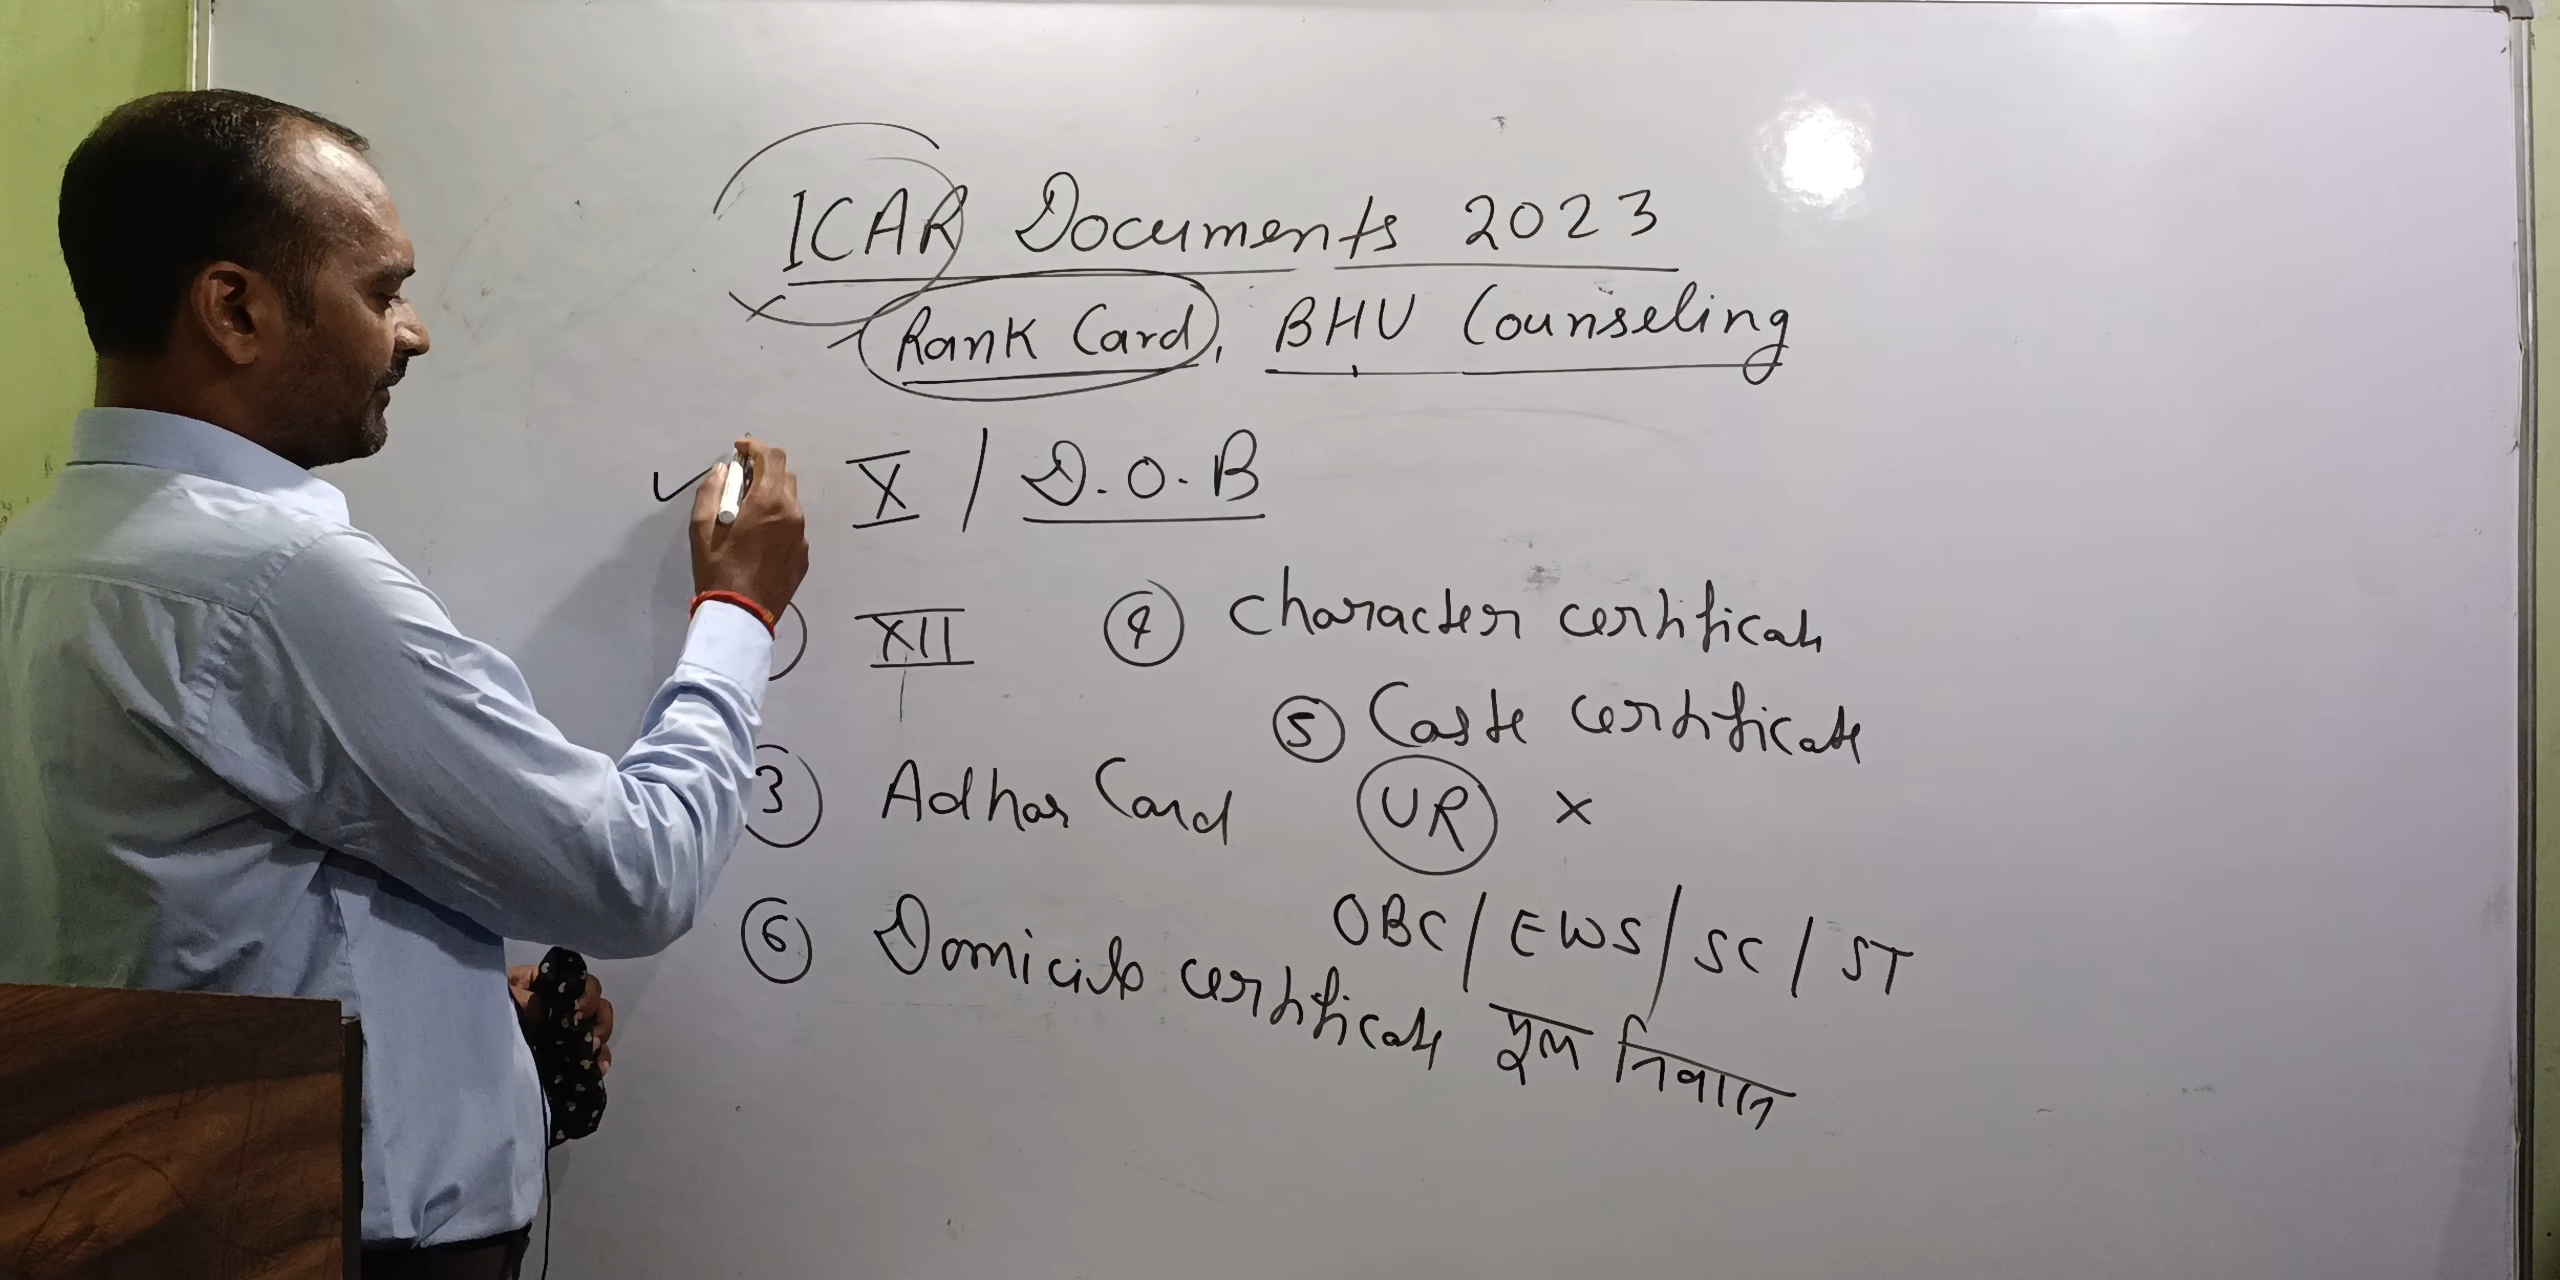 ICAR Documents 2023
Rank Card, BHU Counseling
X / D.O.B
XII
④ Character certificate
⑤ Caste certificate
③ Adhar Card
UR ×
OBC / EWS / SC / ST
⑥ Domicile certificate मूल निवास